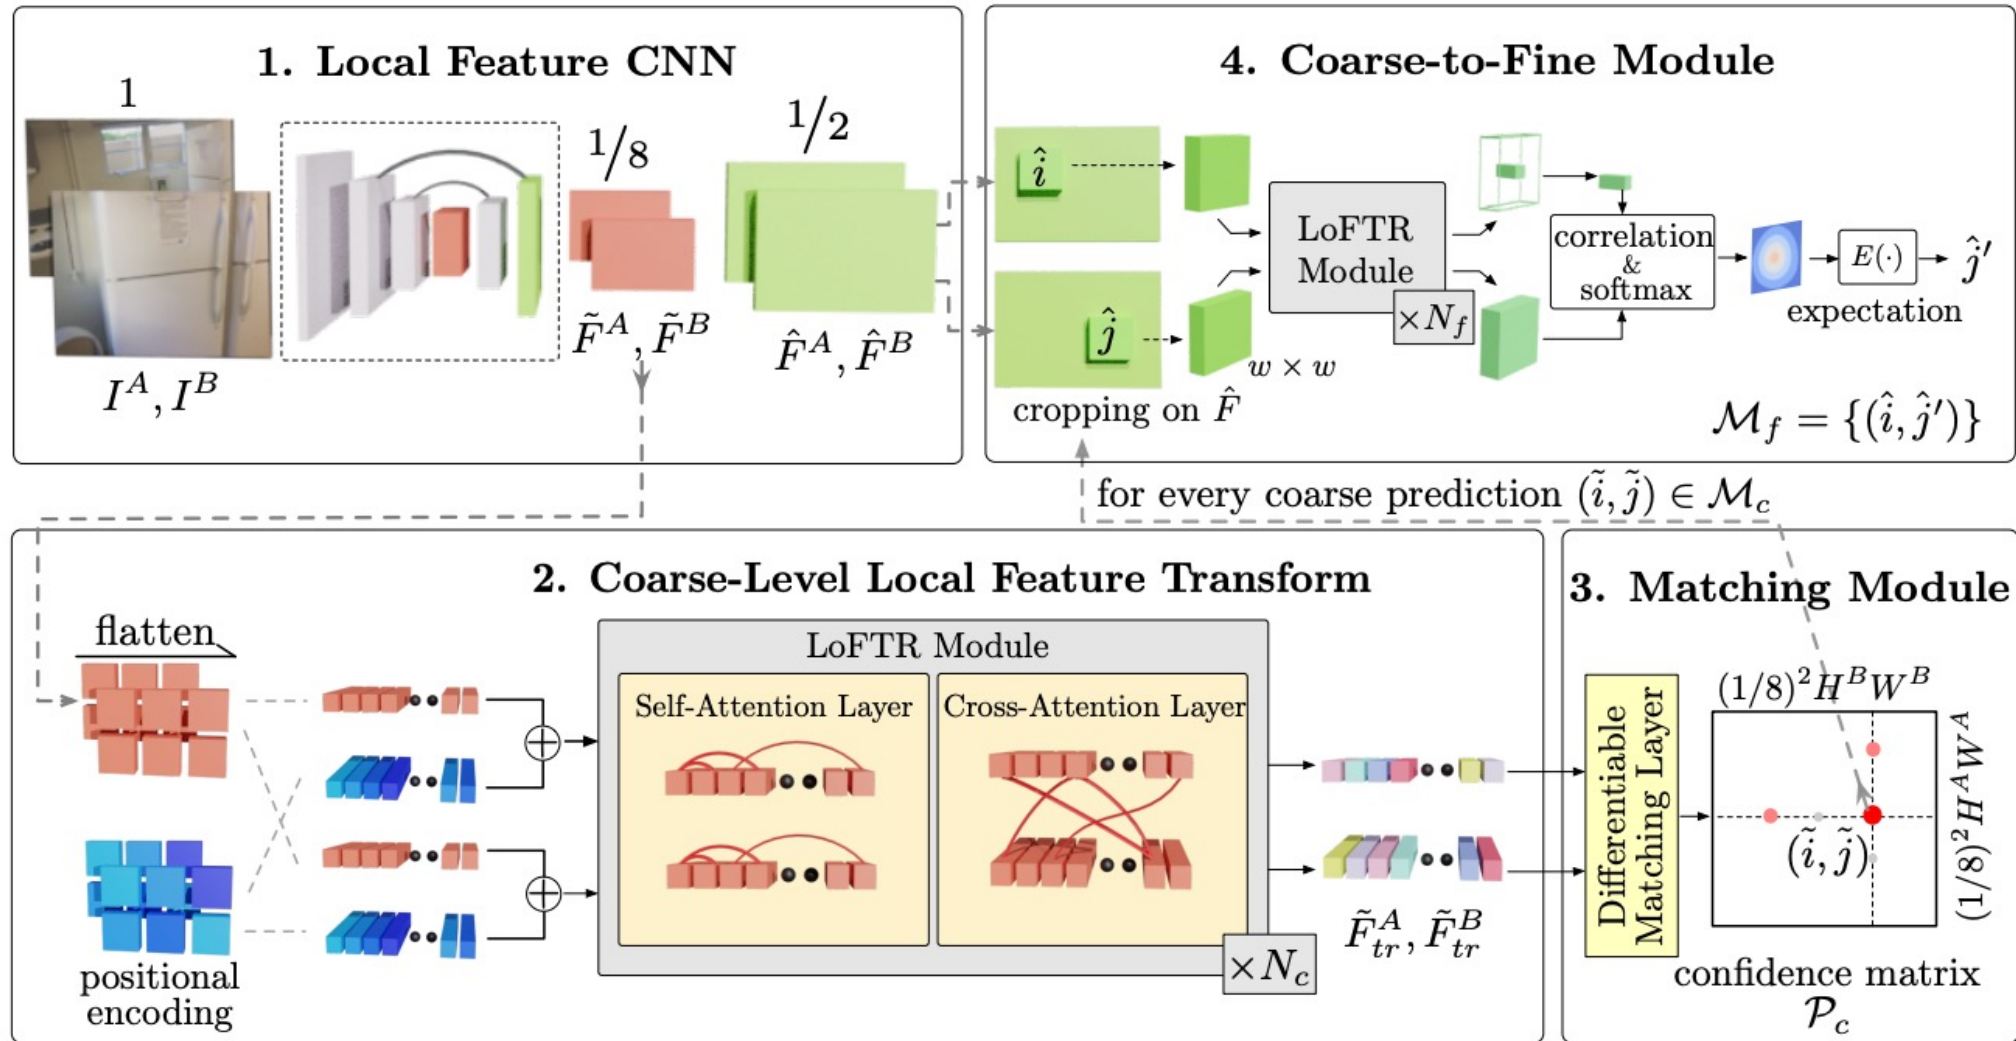 1. Local Feature CNN
1
1/8
1/2
I^A, I^B
F̃^A, F̃^B
F̂^A, F̂^B
4. Coarse-to-Fine Module
î
ĵ
w × w
cropping on F̂
LoFTR
Module
×N_f
correlation
&
softmax
E(·)
expectation
ĵ′
M_f = {(î, ĵ′)}
for every coarse prediction (ĩ, j̃) ∈ M_c
2. Coarse-Level Local Feature Transform
flatten
positional
encoding
LoFTR Module
Self-Attention Layer
Cross-Attention Layer
×N_c
F̃^A_tr, F̃^B_tr
3. Matching Module
Differentiable
Matching Layer
(1/8)²H^B W^B
(1/8)²H^A W^A
(ĩ, j̃)
confidence matrix
P_c